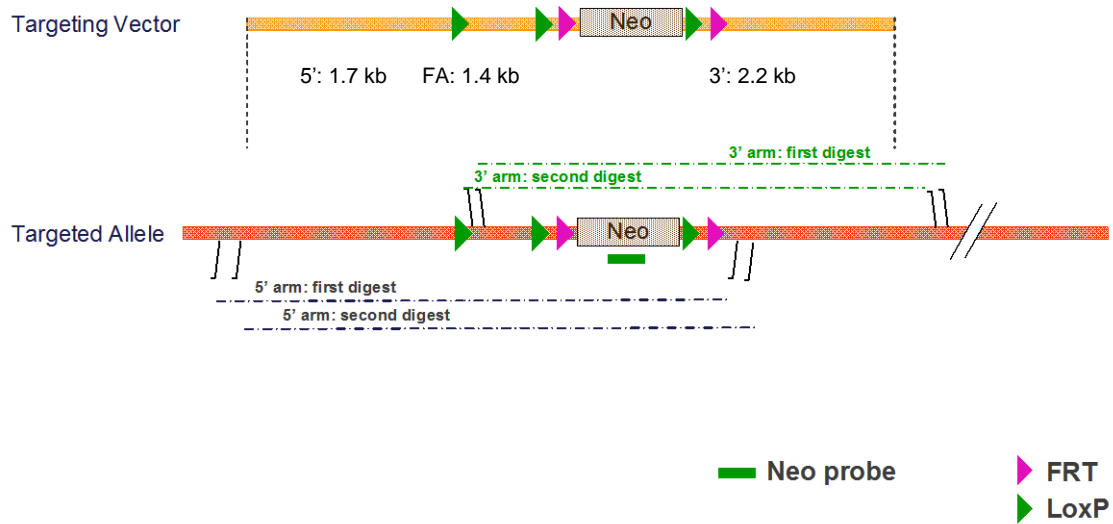 Targeting Vector
Neo
5’: 1.7 kb
FA: 1.4 kb
3’: 2.2 kb
3’ arm: first digest
3’ arm: second digest
Targeted Allele
Neo
5’ arm: first digest
5’ arm: second digest
Neo probe
FRT
LoxP